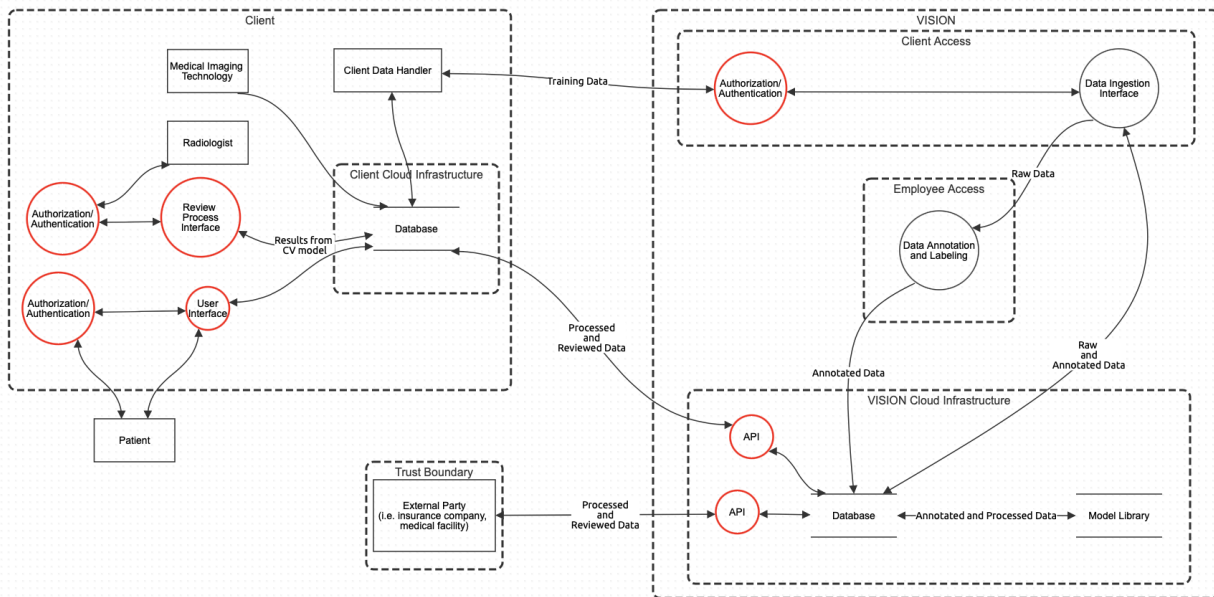 Client
Medical Imaging
Technology
Client Data Handler
Radiologist
Client Cloud Infrastructure
Authorization/
Authentication
Review
Process
Interface
Results from
CV model
Database
Authorization/
Authentication
User
Interface
Patient
Training Data
Processed
and
Reviewed Data
Trust Boundary
External Party
(i.e. insurance company,
medical facility)
Processed
and
Reviewed Data
VISION
Client Access
Authorization/
Authentication
Data Ingestion
Interface
Raw Data
Employee Access
Data Annotation
and Labeling
Annotated Data
Raw
and
Annotated Data
VISION Cloud Infrastructure
API
API
Database
Annotated and Processed Data
Model Library